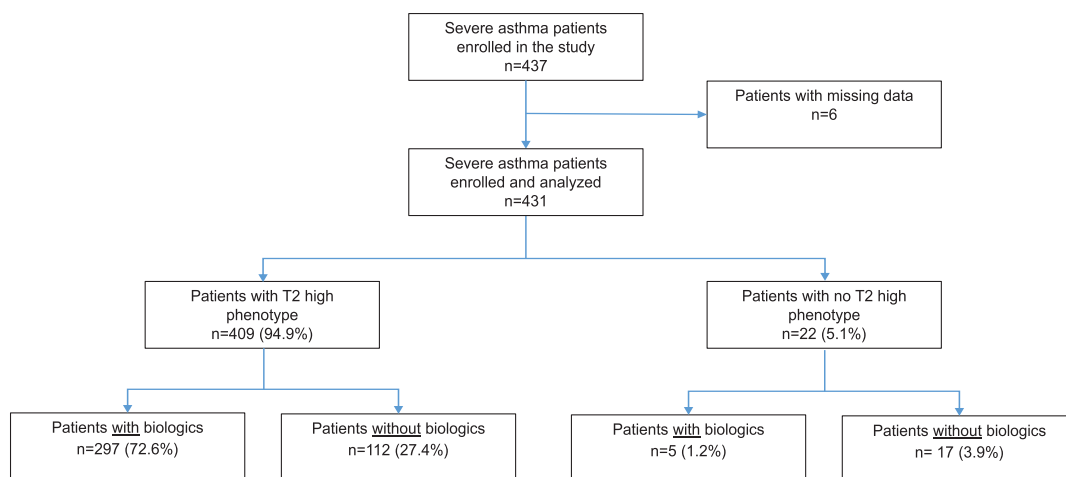 Severe asthma patients
enrolled in the study
n=437
Patients with missing data
n=6
Severe asthma patients
enrolled and analyzed
n=431
Patients with T2 high
phenotype
n=409 (94.9%)
Patients with no T2 high
phenotype
n=22 (5.1%)
Patients with biologics
n=297 (72.6%)
Patients without biologics
n=112 (27.4%)
Patients with biologics
n=5 (1.2%)
Patients without biologics
n= 17 (3.9%)